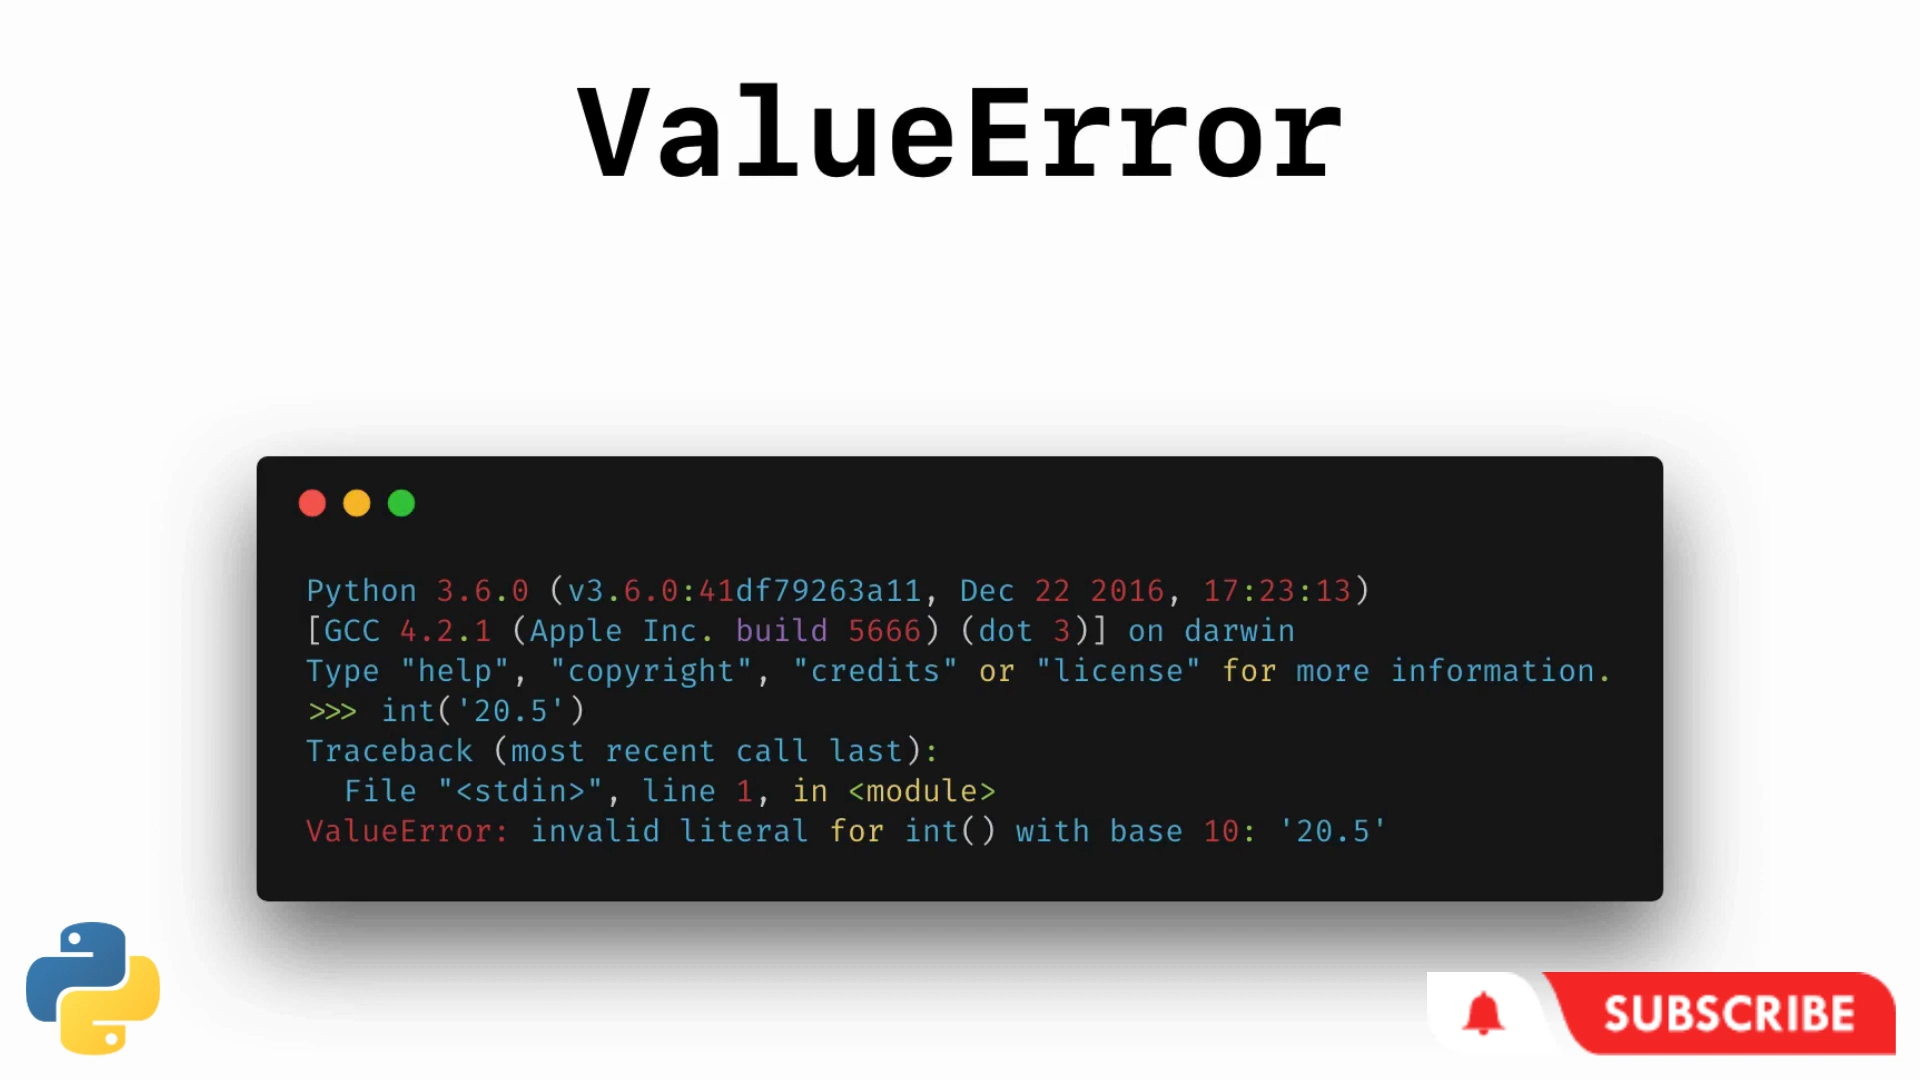 ValueError
Python 3.6.0 (v3.6.0:41df79263a11, Dec 22 2016, 17:23:13)
[GCC 4.2.1 (Apple Inc. build 5666) (dot 3)] on darwin
Type "help", "copyright", "credits" or "license" for more information.
>>> int('20.5')
Traceback (most recent call last):
  File "<stdin>", line 1, in <module>
ValueError: invalid literal for int() with base 10: '20.5'
SUBSCRIBE